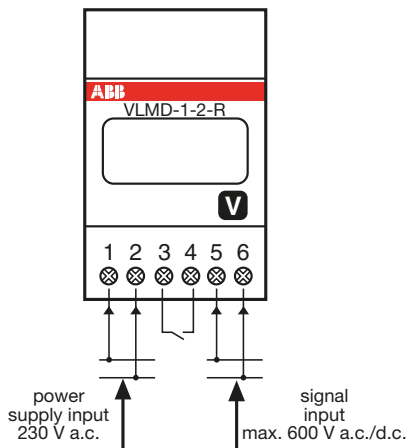 ABB
VLMD-1-2-R
V
1 2 3 4 5 6
power
supply input
230 V a.c.
signal
input
max. 600 V a.c./d.c.